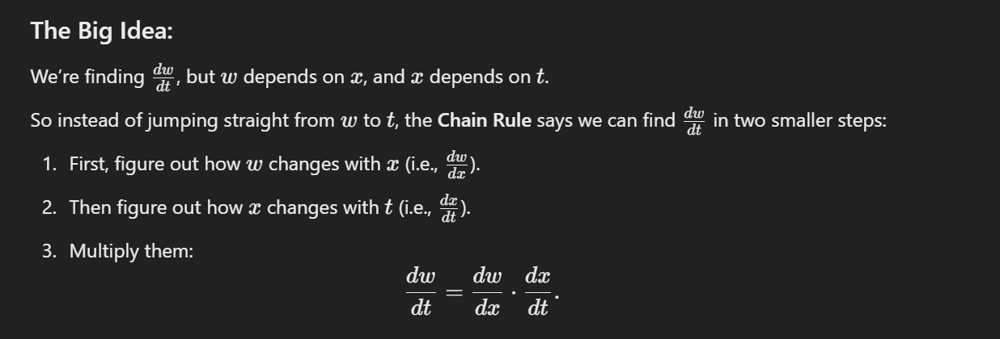 The Big Idea:
We're finding $\frac{dw}{dt}$, but $w$ depends on $x$, and $x$ depends on $t$.
So instead of jumping straight from $w$ to $t$, the Chain Rule says we can find $\frac{dw}{dt}$ in two smaller steps:
1. First, figure out how $w$ changes with $x$ (i.e., $\frac{dw}{dx}$).
2. Then figure out how $x$ changes with $t$ (i.e., $\frac{dx}{dt}$).
3. Multiply them:
$\frac{dw}{dt} = \frac{dw}{dx} \cdot \frac{dx}{dt}.$